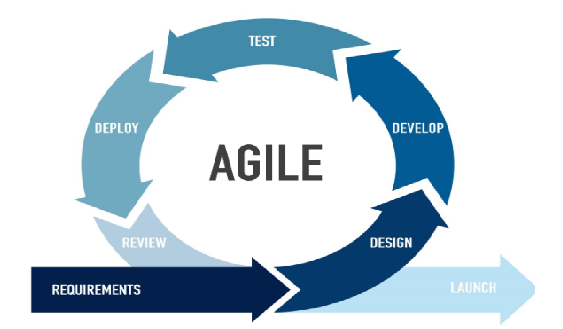 TEST
DEPLOY
DEVELOP
AGILE
REVIEW
DESIGN
REQUIREMENTS
LAUNCH